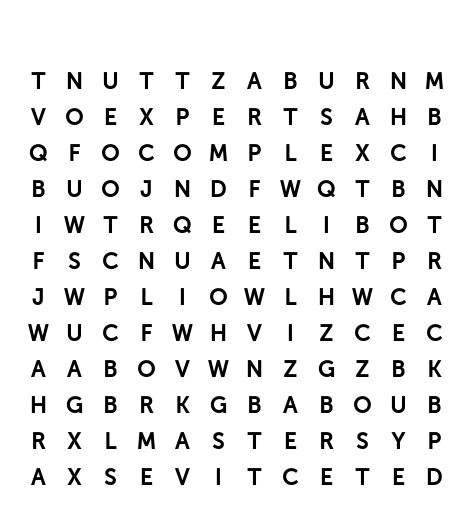 T N U T T Z A B U R N M
V O E X P E R T S A H B
Q F O C O M P L E X C I
B U O J N D F W Q T B N
I W T R Q E E L I B O T
F S C N U A E T N T P R
J W P L I O W L H W C A
W U C F W H V I Z C E C
A A B O V W N Z G Z B K
H G B R K G B A B O U B
R X L M A S T E R S Y P
A X S E V I T C E T E D